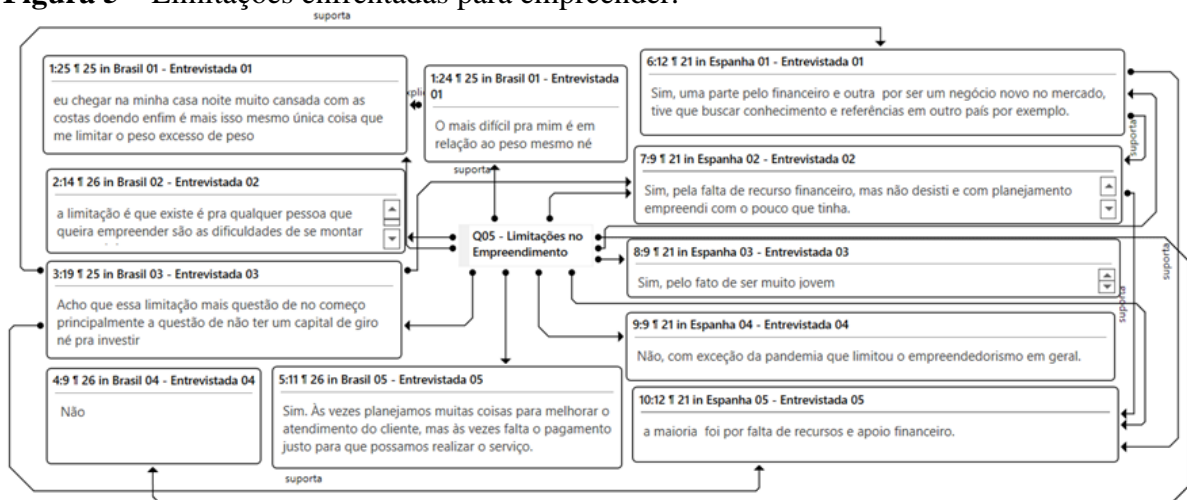 Figura 5 – Limitações enfrentadas para empreender.
suporta
1:25 ¶ 25 in Brasil 01 - Entrevistada 01
eu chegar na minha casa noite muito cansada com as
costas doendo enfim é mais isso mesmo única coisa que
me limitar o peso excesso de peso
1:24 ¶ 25 in Brasil 01 - Entrevistada
01
O mais difícil pra mim é em
relação ao peso mesmo né
6:12 ¶ 21 in Espanha 01 - Entrevistada 01
Sim, uma parte pelo financeiro e outra por ser um negócio novo no mercado,
tive que buscar conhecimento e referências em outro país por exemplo.
suporta
2:14 ¶ 26 in Brasil 02 - Entrevistada 02
a limitação é que existe é pra qualquer pessoa que
queira empreender são as dificuldades de se montar
suporta
7:9 ¶ 21 in Espanha 02 - Entrevistada 02
Sim, pela falta de recurso financeiro, mas não desisti e com planejamento
empreendi com o pouco que tinha.
Q05 - Limitações no
Empreendimento
3:19 ¶ 25 in Brasil 03 - Entrevistada 03
Acho que essa limitação mais questão de no começo
principalmente a questão de não ter um capital de giro
né pra investir
8:9 ¶ 21 in Espanha 03 - Entrevistada 03
Sim, pelo fato de ser muito jovem
suporta
suporta
9:9 ¶ 21 in Espanha 04 - Entrevistada 04
Não, com exceção da pandemia que limitou o empreendedorismo em geral.
4:9 ¶ 26 in Brasil 04 - Entrevistada 04
Não
5:11 ¶ 26 in Brasil 05 - Entrevistada 05
Sim. Às vezes planejamos muitas coisas para melhorar o
atendimento do cliente, mas às vezes falta o pagamento
justo para que possamos realizar o serviço.
10:12 ¶ 21 in Espanha 05 - Entrevistada 05
a maioria foi por falta de recursos e apoio financeiro.
suporta